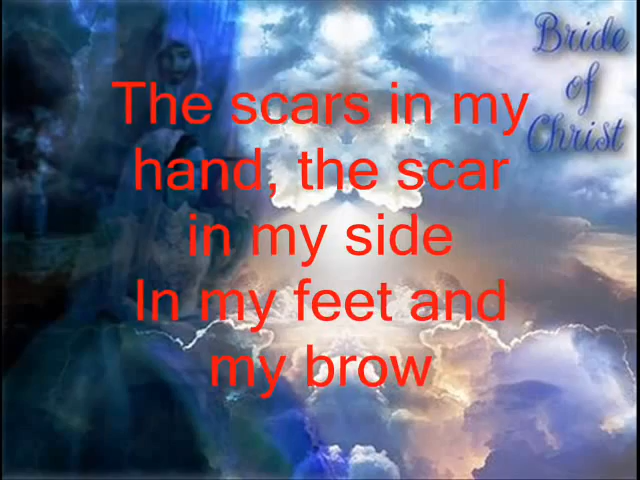 Bride
of
Christ
The scars in my
hand, the scar
in my side
In my feet and
my brow